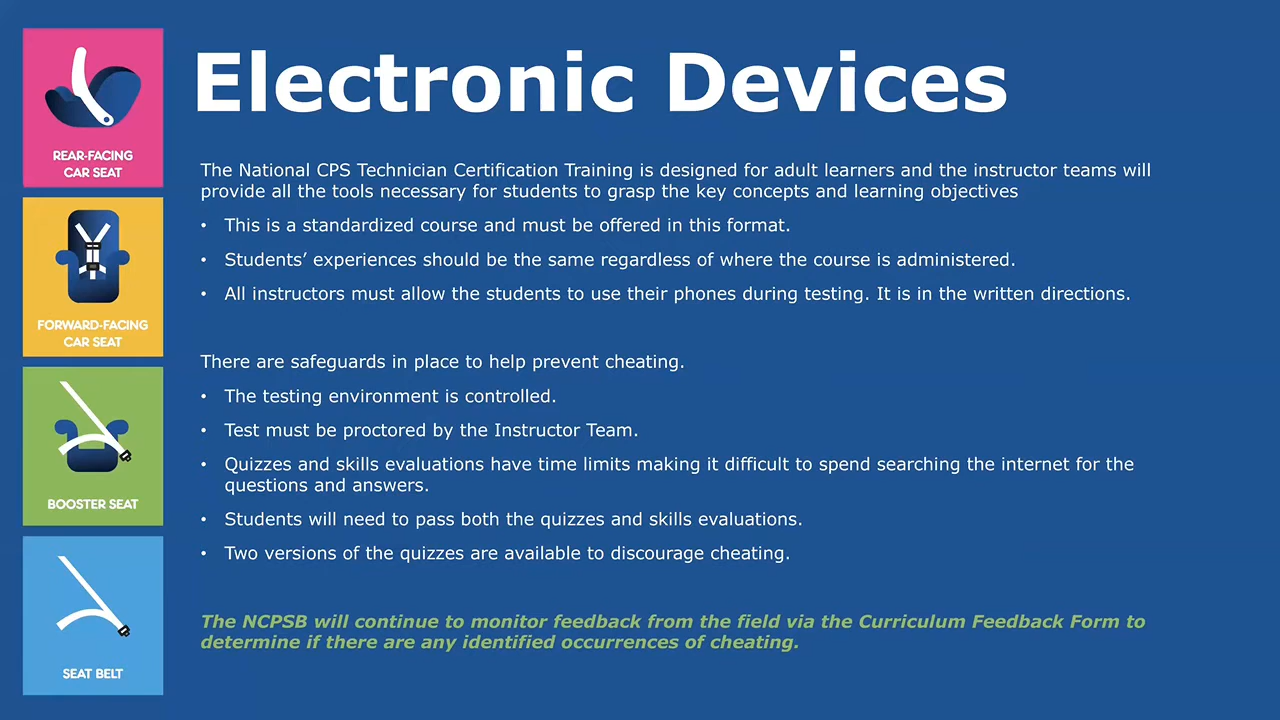 Electronic Devices
The National CPS Technician Certification Training is designed for adult learners and the instructor teams will
provide all the tools necessary for students to grasp the key concepts and learning objectives
• This is a standardized course and must be offered in this format.
• Students’ experiences should be the same regardless of where the course is administered.
• All instructors must allow the students to use their phones during testing. It is in the written directions.
There are safeguards in place to help prevent cheating.
• The testing environment is controlled.
• Test must be proctored by the Instructor Team.
• Quizzes and skills evaluations have time limits making it difficult to spend searching the internet for the
questions and answers.
• Students will need to pass both the quizzes and skills evaluations.
• Two versions of the quizzes are available to discourage cheating.
The NCPSB will continue to monitor feedback from the field via the Curriculum Feedback Form to
determine if there are any identified occurrences of cheating.
REAR-FACING
CAR SEAT
FORWARD-FACING
CAR SEAT
BOOSTER SEAT
SEAT BELT